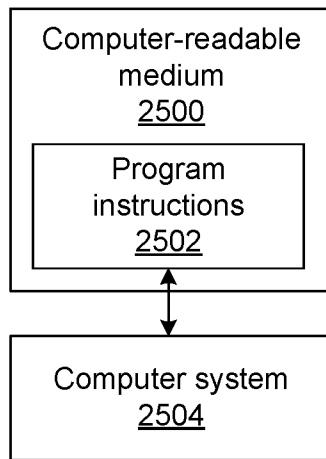 Computer-readable
medium
2500
Program
instructions
2502
Computer system
2504